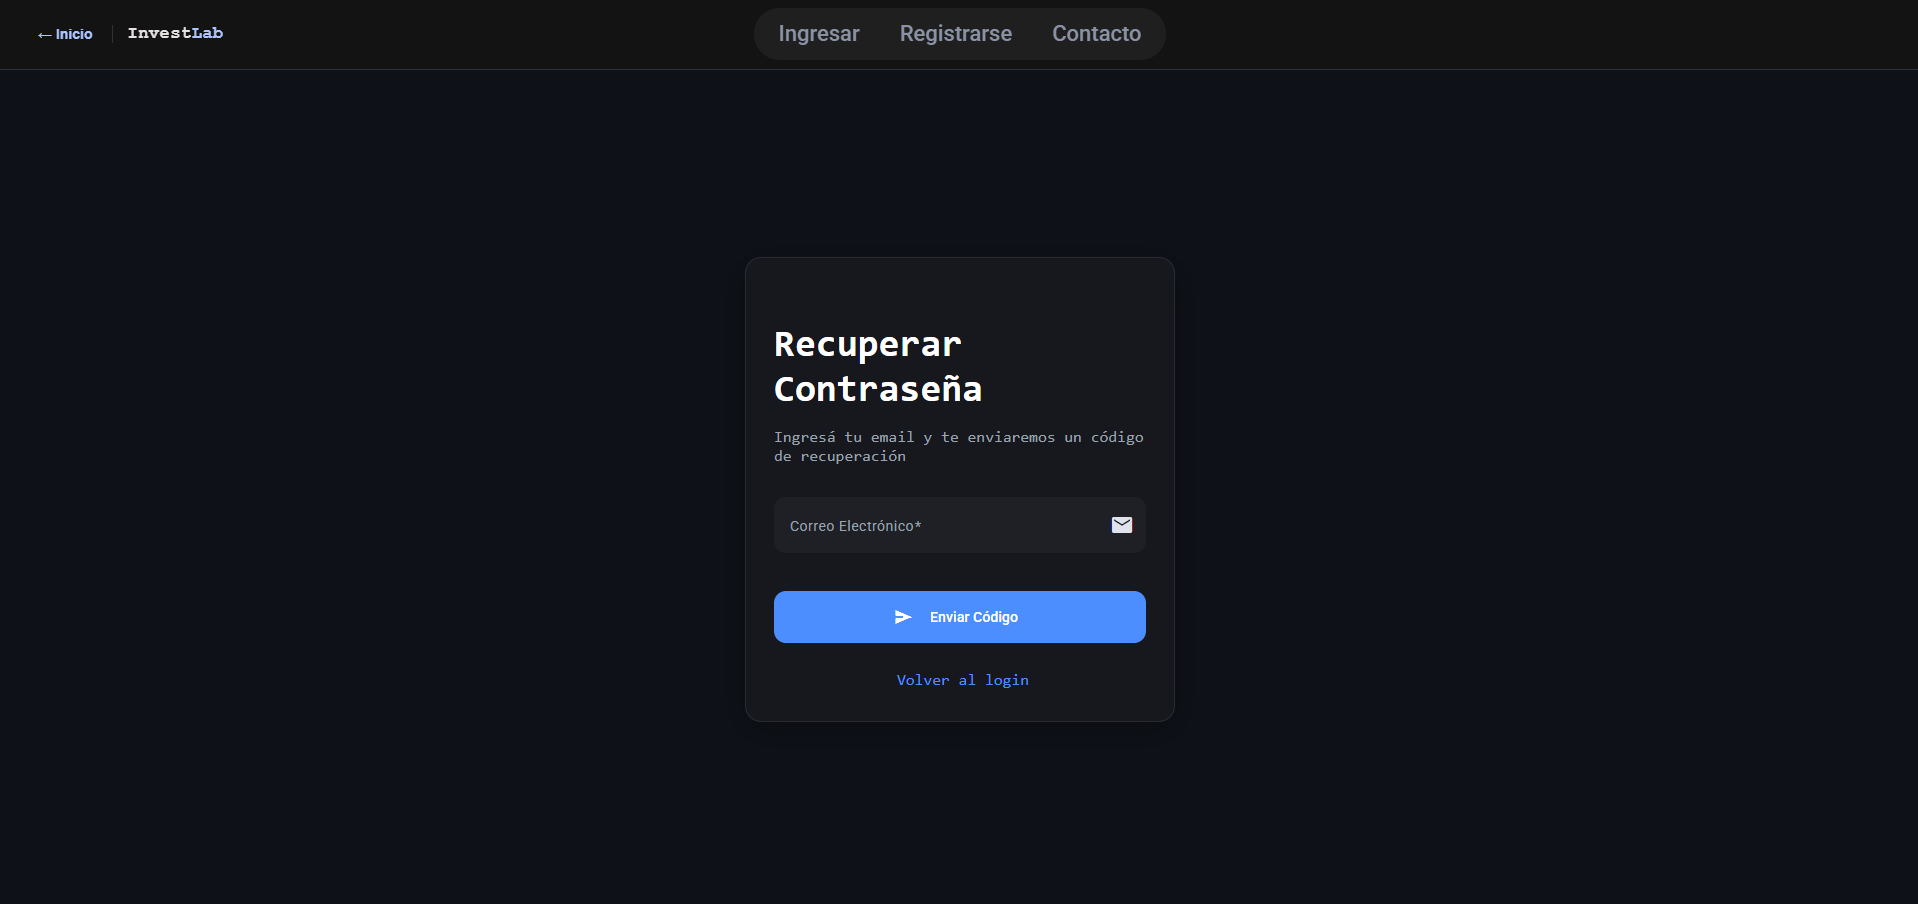 ← Inicio
InvestLab
Ingresar
Registrarse
Contacto
Recuperar
Contraseña
Ingresá tu email y te enviaremos un código
de recuperación
Correo Electrónico*
Enviar Código
Volver al login